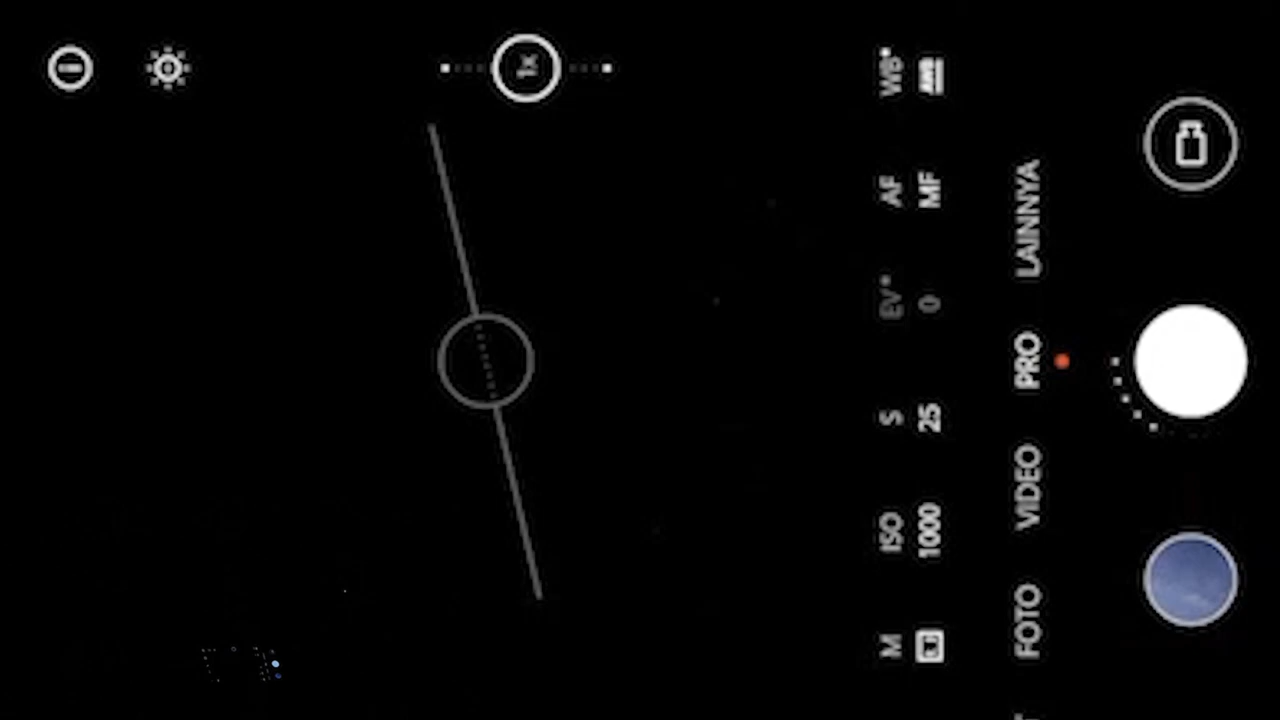 1x
M ISO S EV AF WB
1000 25 0 MF AWB
FOTO VIDEO PRO LAINNYA